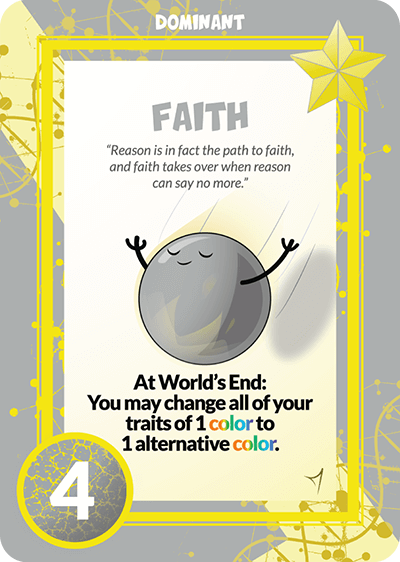 DOMINANT
FAITH
“Reason is in fact the path to faith,
and faith takes over when reason
can say no more.”
At World’s End:
You may change all of your
traits of 1 color to
1 alternative color.
4